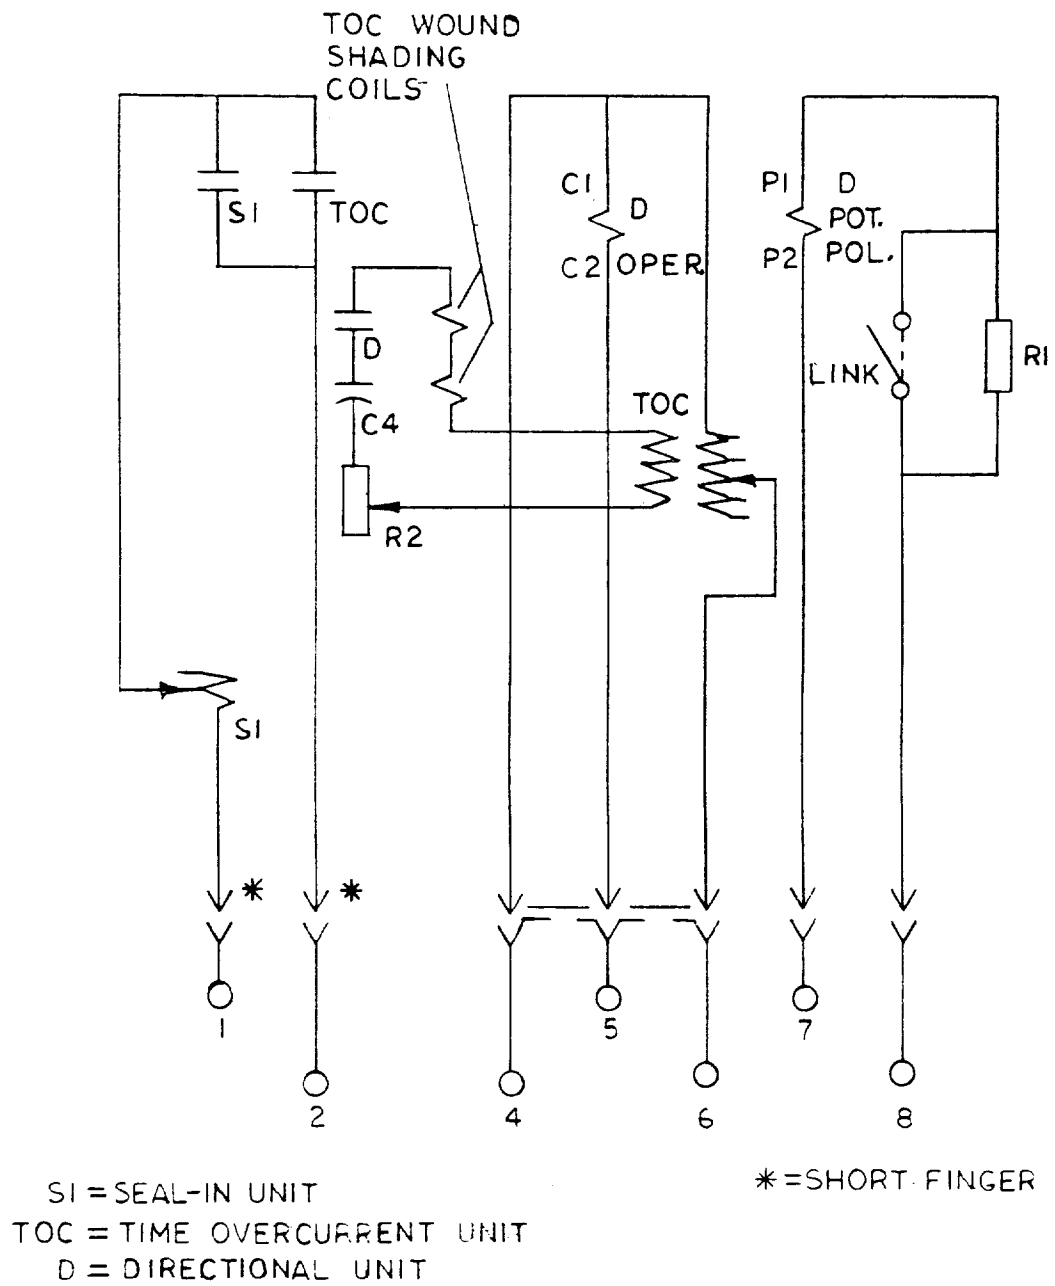 TOC WOUND
SHADING
COILS
SI
TOC
C1
D
C2 OPER.
P1
D
POT.
P2
POL.
D
C4
R2
TOC
LINK
R1
SI
*
*
1
2
4
5
6
7
8
SI = SEAL-IN UNIT
TOC = TIME OVERCURRENT UNIT
D = DIRECTIONAL UNIT
* = SHORT FINGER